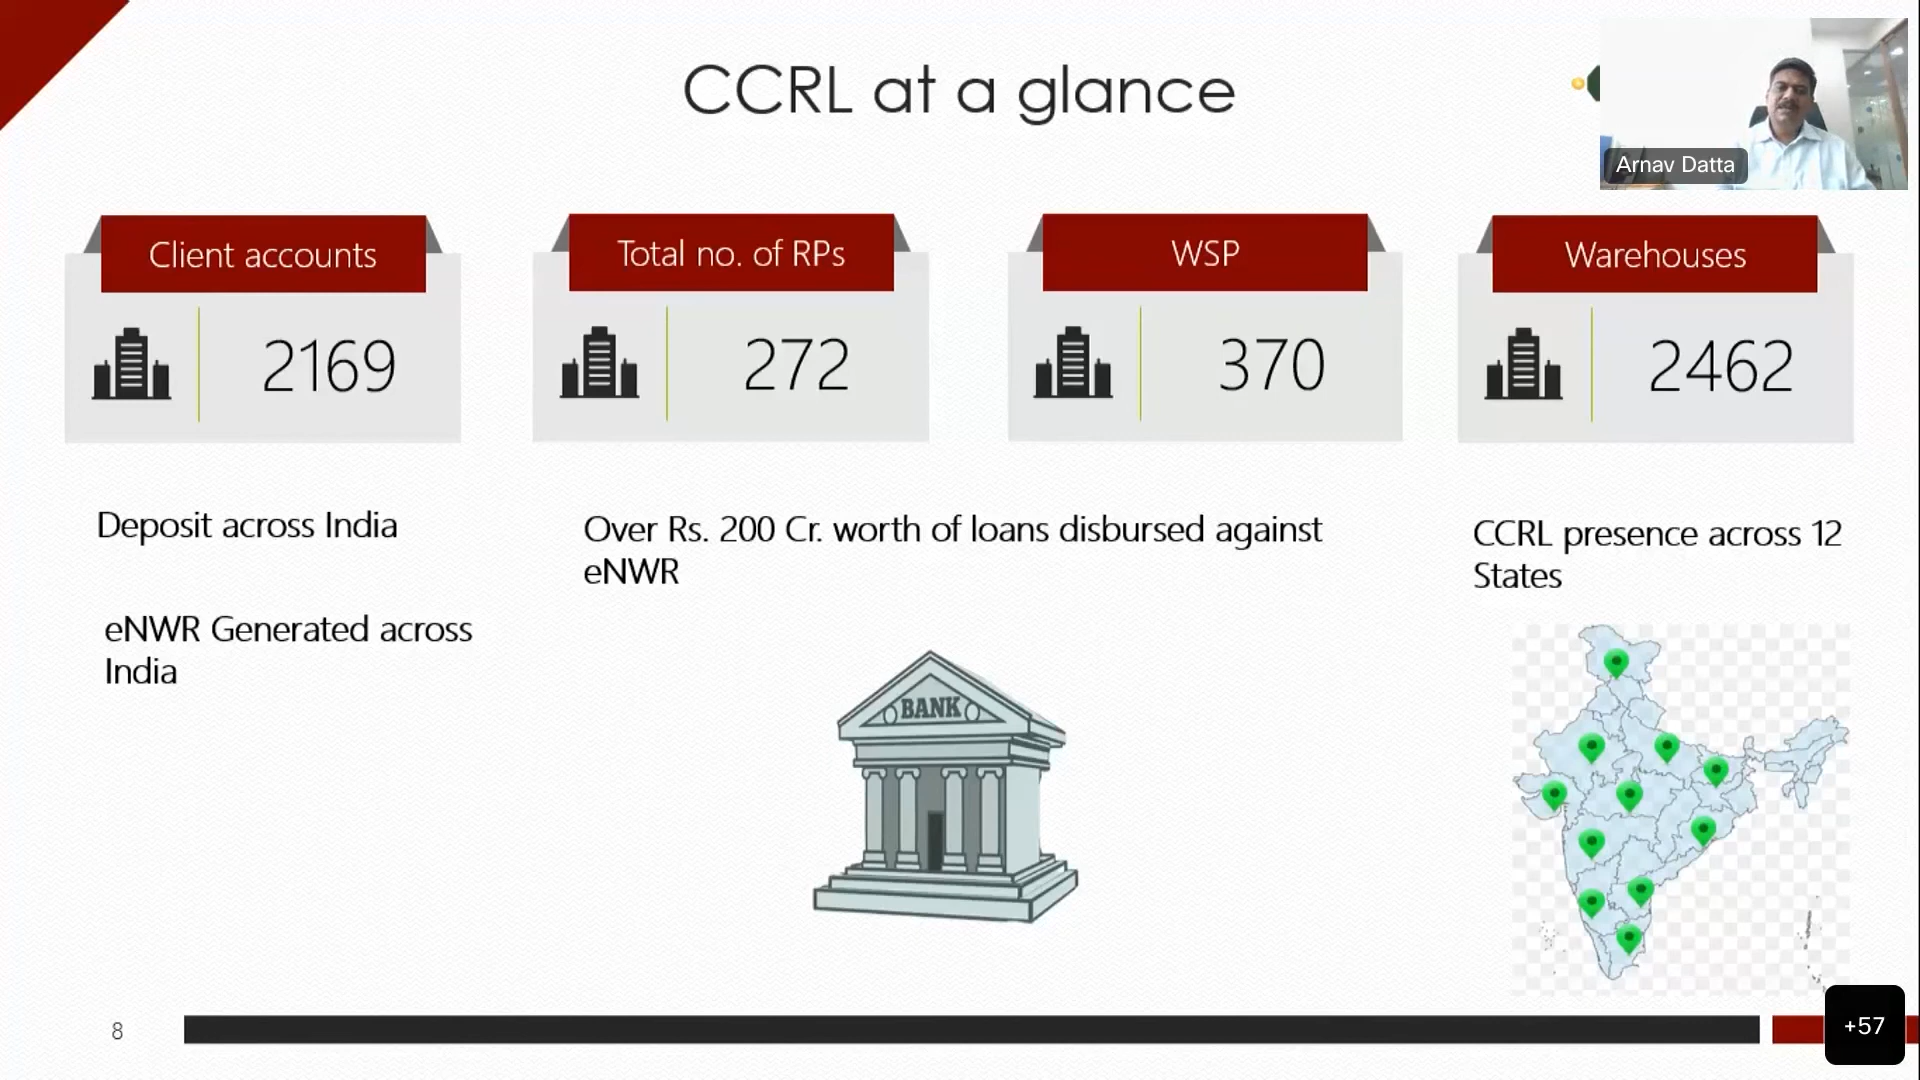 CCRL at a glance
Arnav Datta
Client accounts
2169
Total no. of RPs
272
WSP
370
Warehouses
2462
Deposit across India
eNWR Generated across
India
Over Rs. 200 Cr. worth of loans disbursed against
eNWR
BANK
CCRL presence across 12
States
8
+57